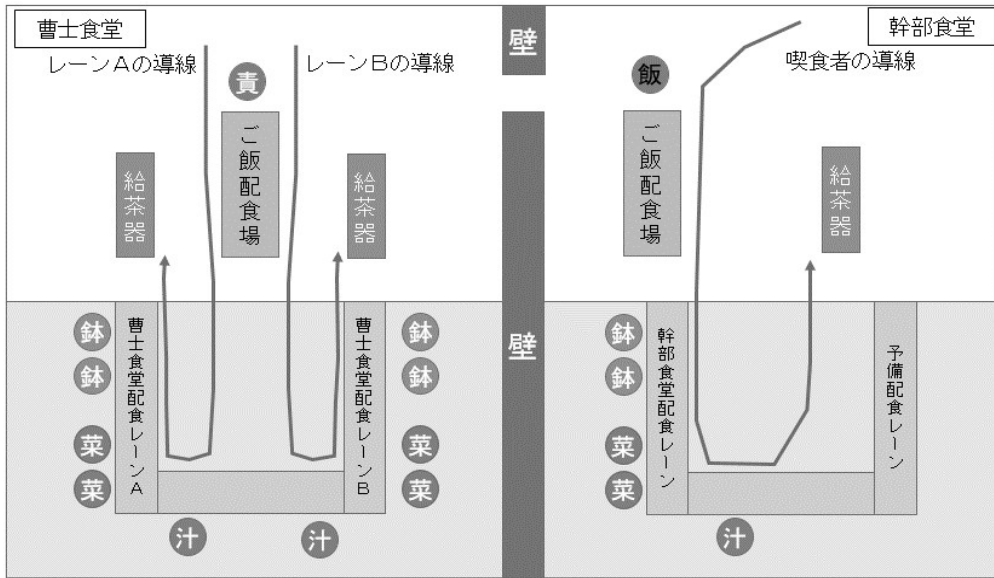 曹士食堂
レーンAの導線
レーンBの導線
責
ご飯配食場
給茶器
給茶器
鉢
鉢
菜
菜
曹士食堂配食レーンA
曹士食堂配食レーンB
鉢
鉢
菜
菜
汁
汁
壁
壁
幹部食堂
喫食者の導線
飯
ご飯配食場
給茶器
鉢
鉢
菜
菜
幹部食堂配食レーン
予備配食レーン
汁